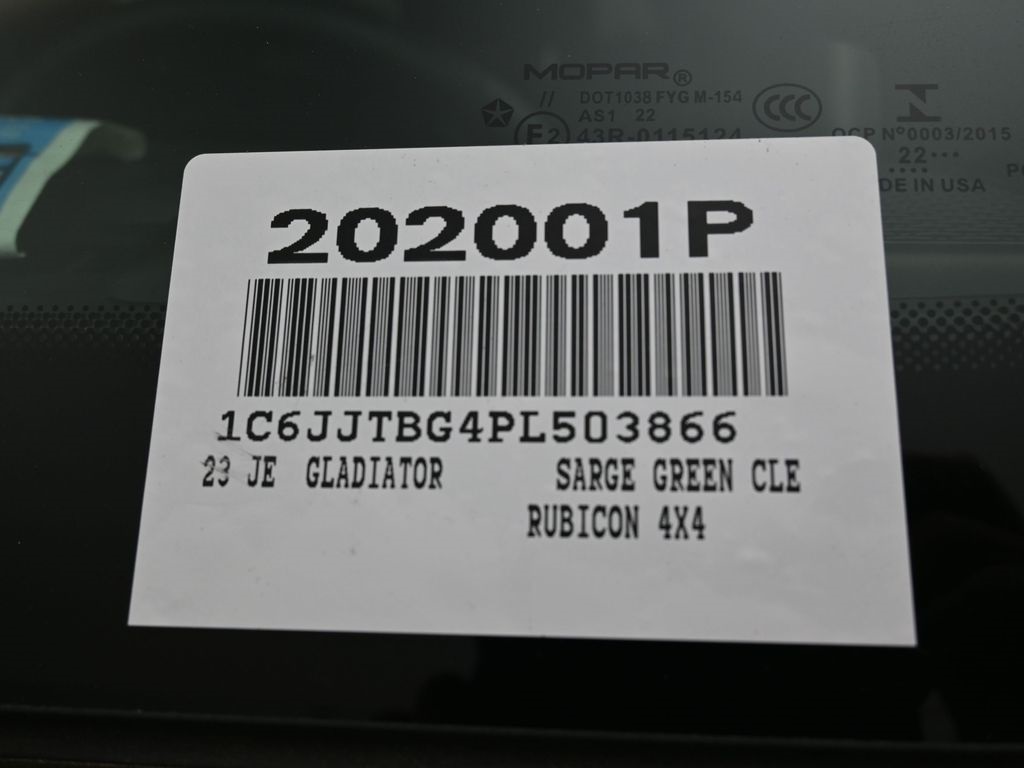 MOPAR®
// DOT1038 FYG M-154
AS1 22
E2 43R-0115124
CCC
OCP Nº0003/2015
22•••
DE IN USA
202001P
1C6JJTBG4PL503866
23 JE GLADIATOR SARGE GREEN CLE
RUBICON 4X4